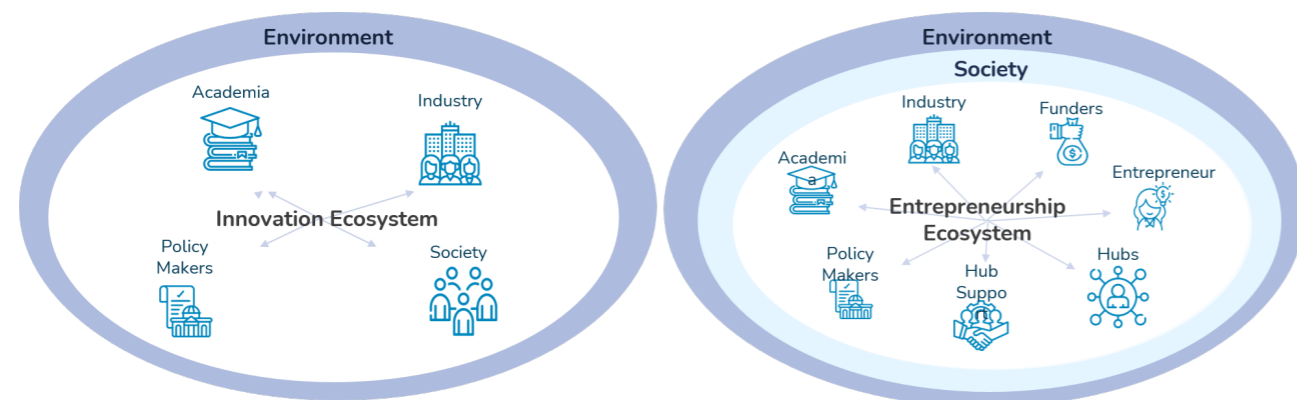 Environment
Academia
Industry
Innovation Ecosystem
Policy
Makers
Society
Environment
Society
Industry
Funders
Academi
a
Entrepreneur
Entrepreneurship
Ecosystem
Policy
Makers
Hub
Suppo
rt
Hubs